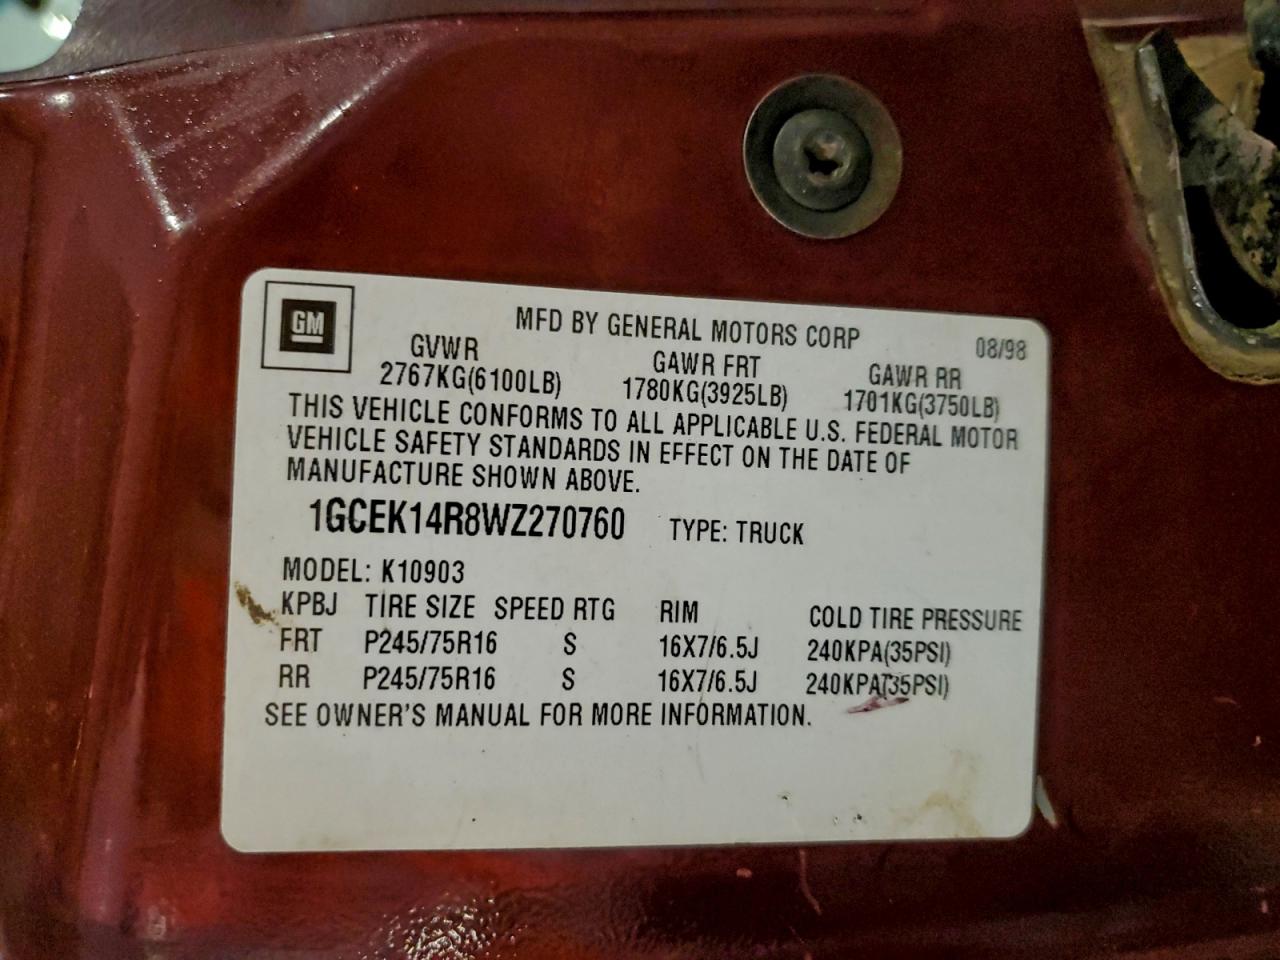 GM
MFD BY GENERAL MOTORS CORP 08/98
GVWR GAWR FRT GAWR RR
2767KG(6100LB) 1780KG(3925LB) 1701KG(3750LB)
THIS VEHICLE CONFORMS TO ALL APPLICABLE U.S. FEDERAL MOTOR
VEHICLE SAFETY STANDARDS IN EFFECT ON THE DATE OF
MANUFACTURE SHOWN ABOVE.
1GCEK14R8WZ270760 TYPE: TRUCK
MODEL: K10903
KPBJ TIRE SIZE SPEED RTG RIM COLD TIRE PRESSURE
FRT P245/75R16 S 16X7/6.5J 240KPA(35PSI)
RR P245/75R16 S 16X7/6.5J 240KPA(35PSI)
SEE OWNER'S MANUAL FOR MORE INFORMATION.